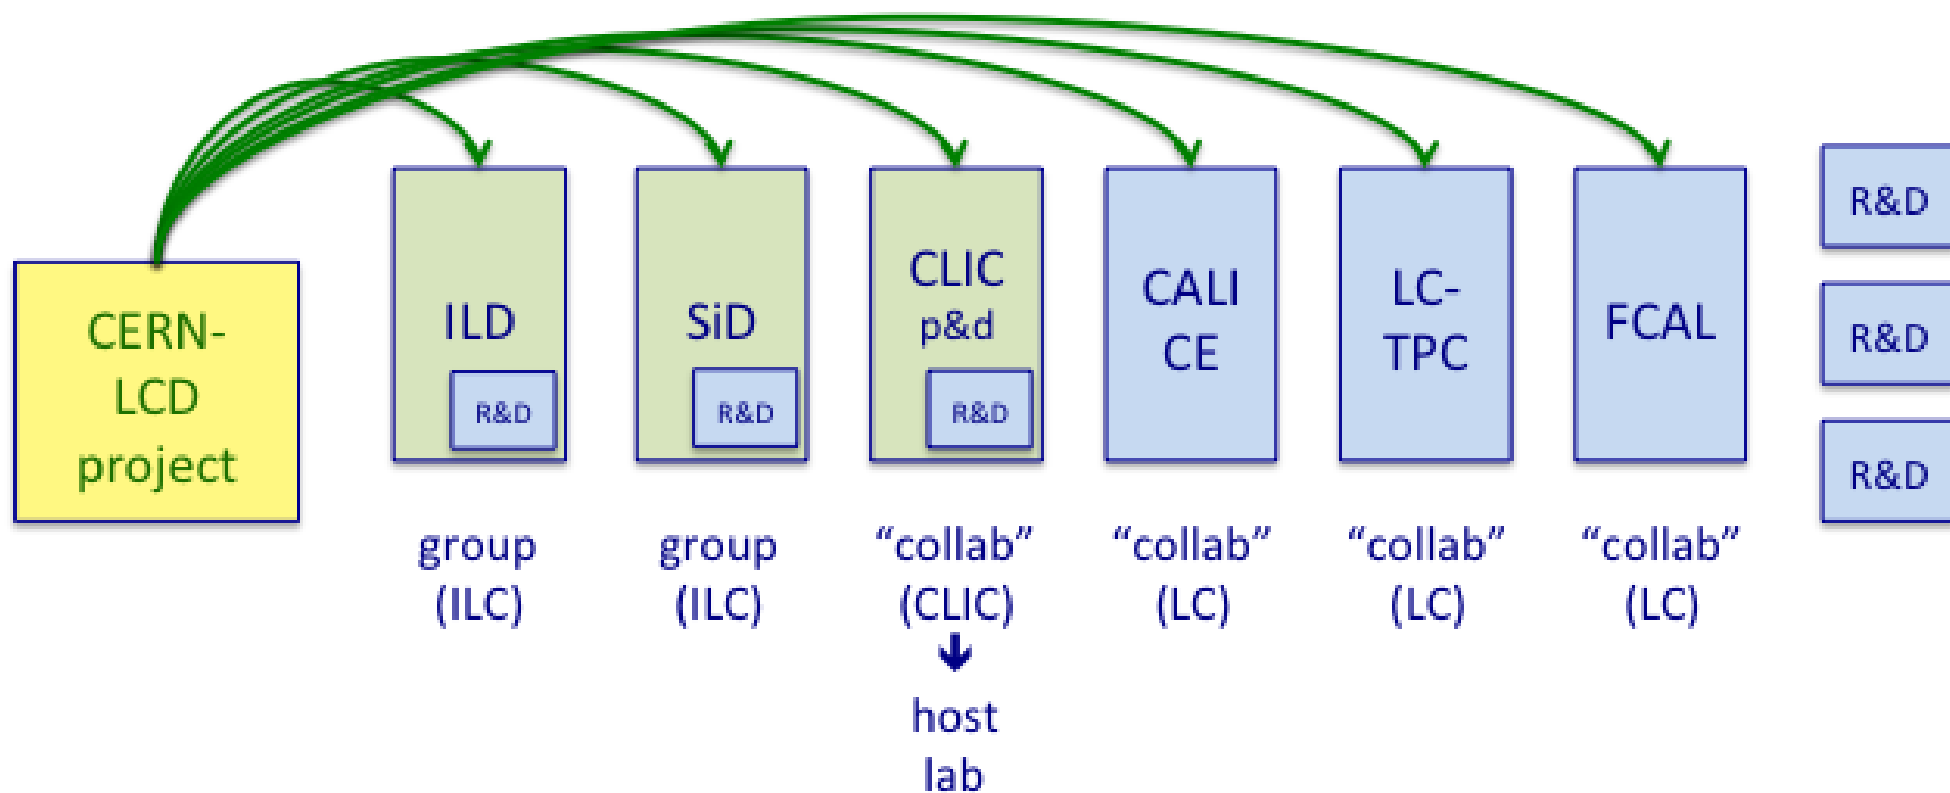 CERN-
LCD
project
ILD
R&D
SiD
R&D
CLIC
p&d
R&D
CALI
CE
LC-
TPC
FCAL
R&D
R&D
R&D
group
(ILC)
group
(ILC)
“collab”
(CLIC)
host
lab
“collab”
(LC)
“collab”
(LC)
“collab”
(LC)